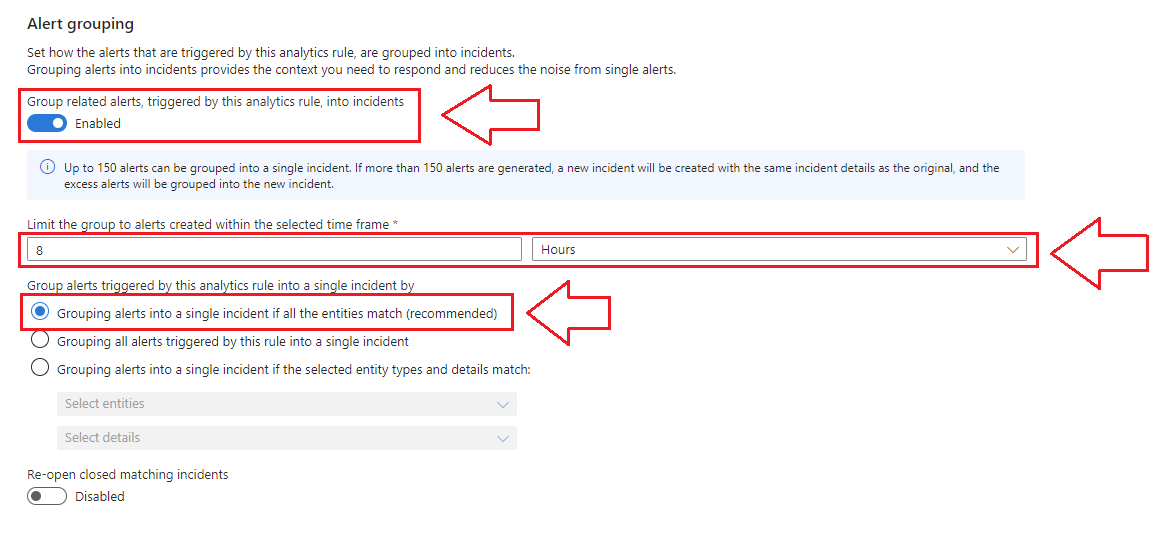 Alert grouping
Set how the alerts that are triggered by this analytics rule, are grouped into incidents.
Grouping alerts into incidents provides the context you need to respond and reduces the noise from single alerts.
Group related alerts, triggered by this analytics rule, into incidents
Enabled
Up to 150 alerts can be grouped into a single incident. If more than 150 alerts are generated, a new incident will be created with the same incident details as the original, and the
excess alerts will be grouped into the new incident.
Limit the group to alerts created within the selected time frame *
8 Hours
Group alerts triggered by this analytics rule into a single incident by
Grouping alerts into a single incident if all the entities match (recommended)
Grouping all alerts triggered by this rule into a single incident
Grouping alerts into a single incident if the selected entity types and details match:
Select entities
Select details
Re-open closed matching incidents
Disabled